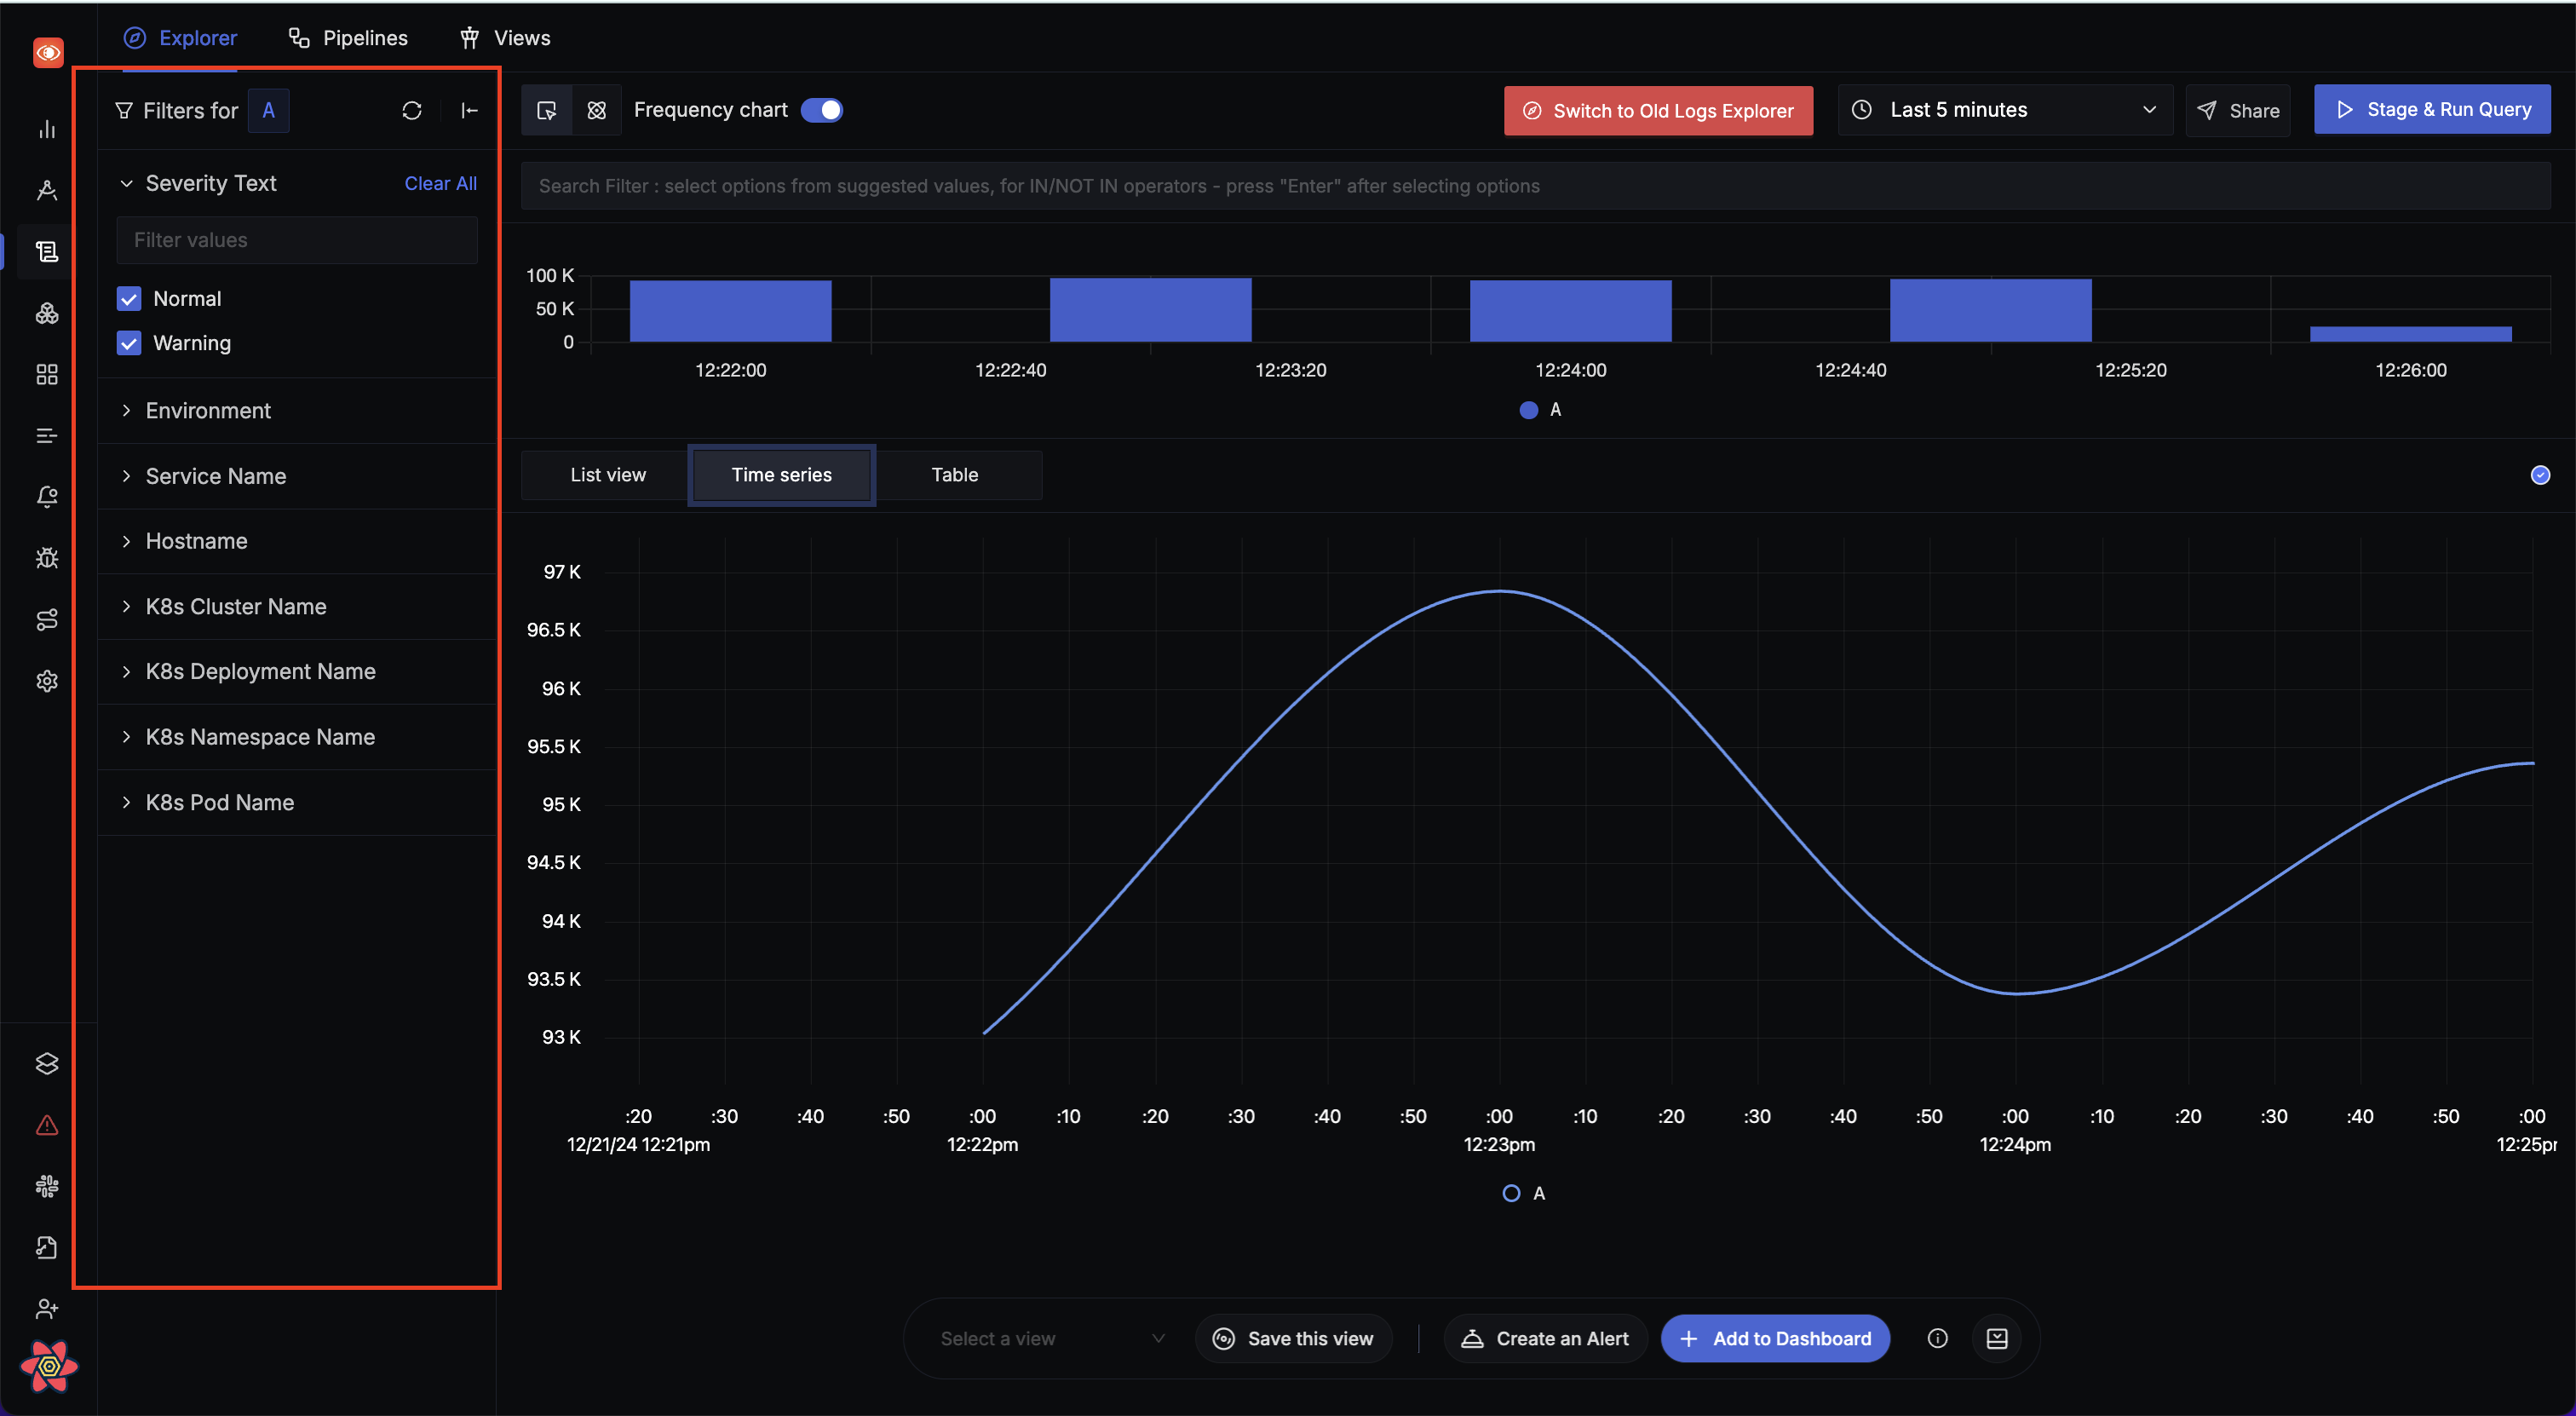 Explorer
Pipelines
Views
Filters for A
Frequency chart
Switch to Old Logs Explorer
Last 5 minutes
Share
Stage & Run Query
Severity Text
Clear All
Filter values
Normal
Warning
Environment
Service Name
Hostname
K8s Cluster Name
K8s Deployment Name
K8s Namespace Name
K8s Pod Name
Search Filter : select options from suggested values, for IN/NOT IN operators - press "Enter" after selecting options
100 K
50 K
0
12:22:00 12:22:40 12:23:20 12:24:00 12:24:40 12:25:20 12:26:00
A
List view
Time series
Table
97 K
96.5 K
96 K
95.5 K
95 K
94.5 K
94 K
93.5 K
93 K
:20 :30 :40 :50 :00 :10 :20 :30 :40 :50 :00 :10 :20 :30 :40 :50 :00 :10 :20 :30 :40 :50 :00
12/21/24 12:21pm 12:22pm 12:23pm 12:24pm 12:25p
A
Select a view
Save this view
Create an Alert
Add to Dashboard